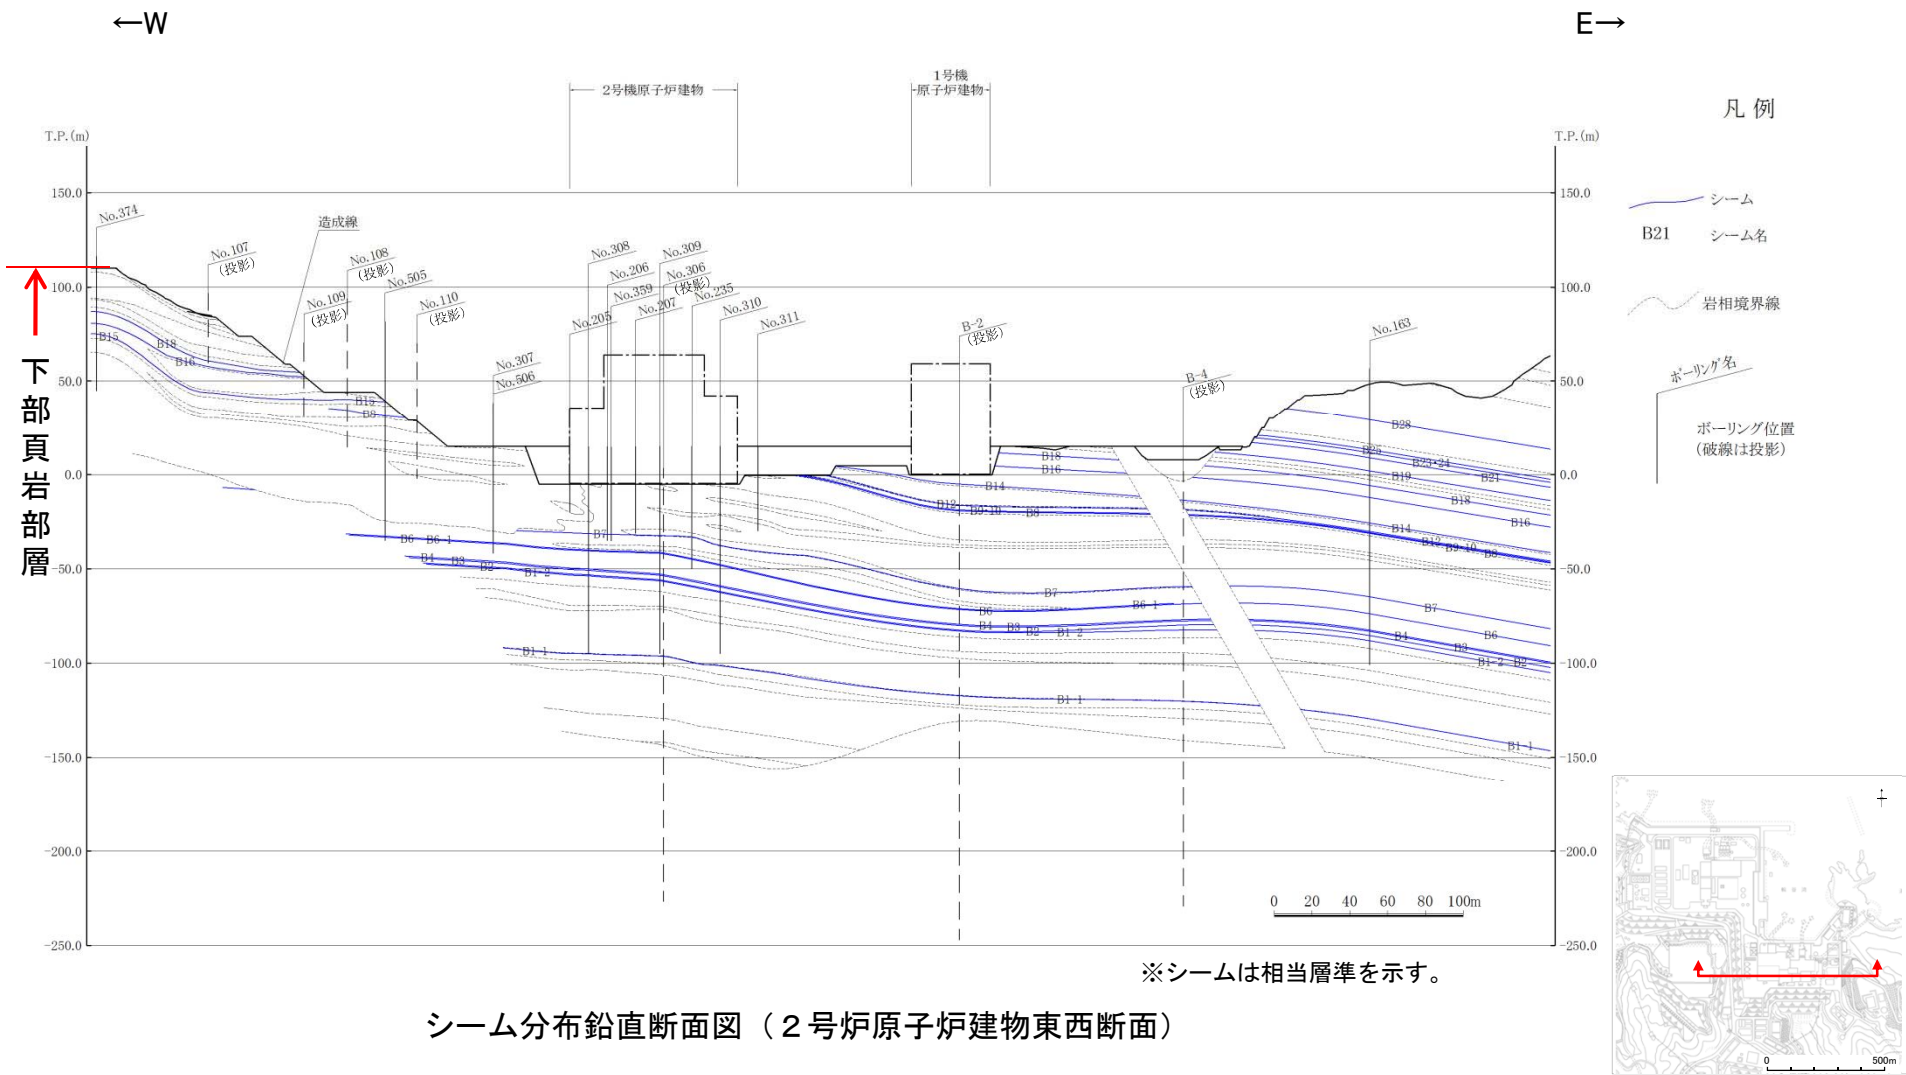 ←W
E→
1号機
原子炉建物
2号機原子炉建物
凡 例
T.P.(m)
T.P.(m)
150.0
100.0
50.0
0.0
-50.0
-100.0
-150.0
-200.0
-250.0
150.0
100.0
50.0
0.0
-50.0
-100.0
-150.0
-200.0
-250.0
シーム
B21 シーム名
岩相境界線
ボーリング名
ボーリング位置
(破線は投影)
下部頁岩部層
No.374
No.107
(投影)
造成線
No.108
(投影)
No.109
(投影)
No.505
No.110
(投影)
No.307
No.506
No.308
No.206
No.359
No.205
No.207
No.309
No.306
(投影)
No.235
No.310
No.311
B-2
(投影)
B-4
(投影)
No.163
B15
B18
B16
B15
B8
B6
B6-1
B4
B3
B2
B1-2
B1-1
B7
B18
B16
B14
B12
B9-10
B8
B7
B6
B6-1
B4
B3
B2
B1-2
B1-1
B28
B25
B23-24
B21
B19
B18
B16
B14
B12
B9-10
B8
B7
B6
B4
B3
B1-2
B2
B1-1
0 20 40 60 80 100m
※シームは相当層準を示す。
シーム分布鉛直断面図（２号炉原子炉建物東西断面）
0 500m